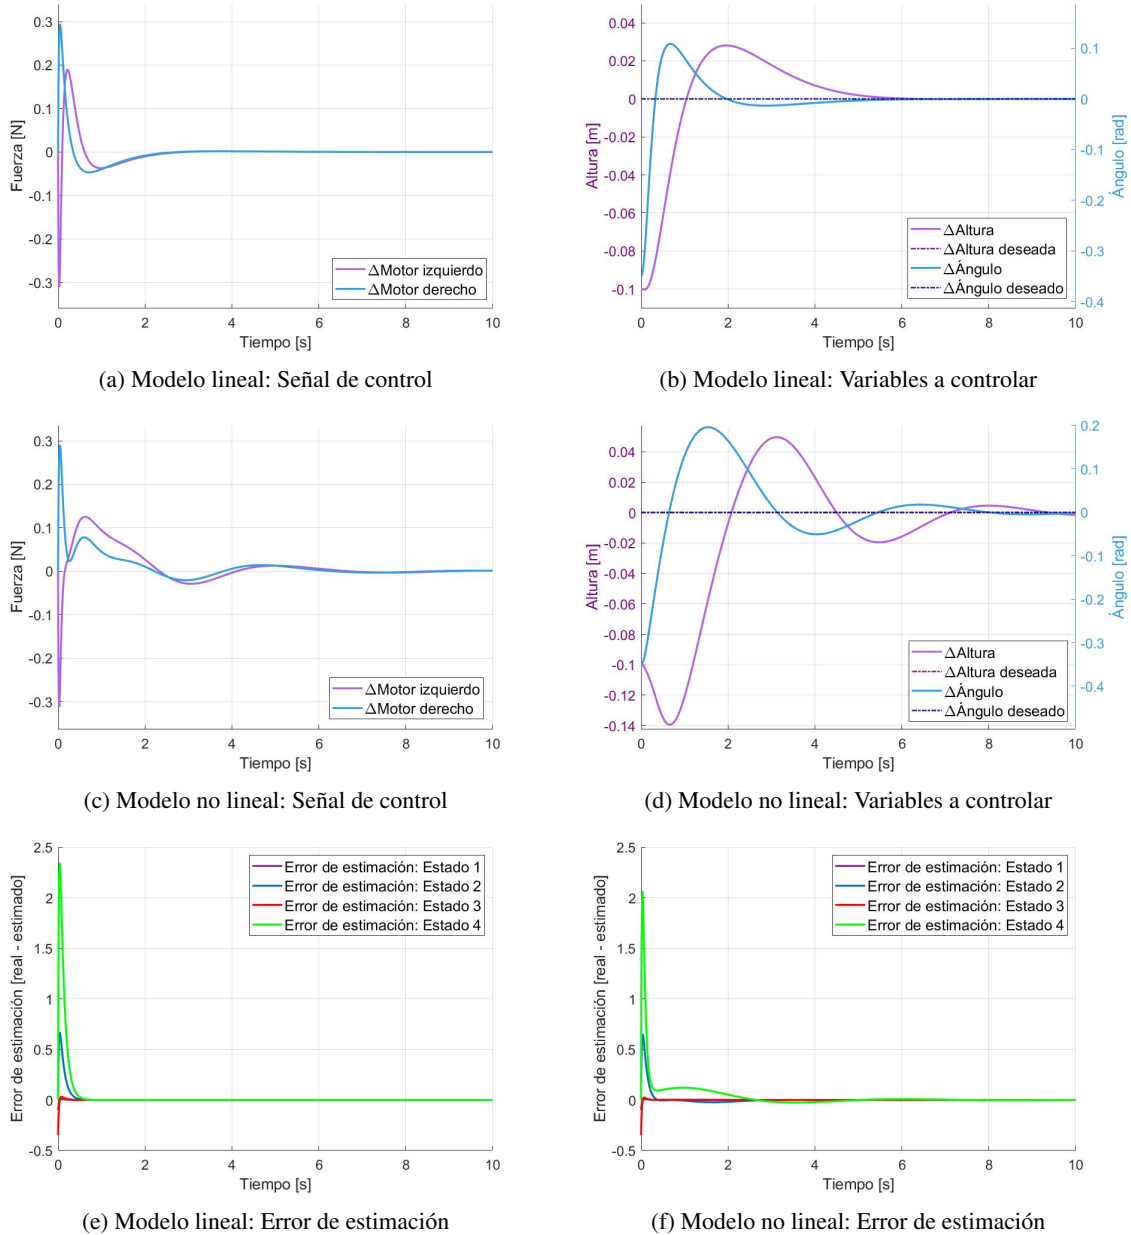 0.3
0.2
0.1
0
-0.1
-0.2
-0.3
Fuerza [N]
0 2 4 6 8 10
Tiempo [s]
ΔMotor izquierdo
ΔMotor derecho
(a) Modelo lineal: Señal de control
0.04
0.02
0
-0.02
-0.04
-0.06
-0.08
-0.1
Altura [m]
0.1
0
-0.1
-0.2
-0.3
-0.4
Ángulo [rad]
0 2 4 6 8 10
Tiempo [s]
ΔAltura
ΔAltura deseada
ΔÁngulo
ΔÁngulo deseado
(b) Modelo lineal: Variables a controlar
0.3
0.2
0.1
0
-0.1
-0.2
-0.3
Fuerza [N]
0 2 4 6 8 10
Tiempo [s]
ΔMotor izquierdo
ΔMotor derecho
(c) Modelo no lineal: Señal de control
0.04
0.02
0
-0.02
-0.04
-0.06
-0.08
-0.1
-0.12
-0.14
Altura [m]
0.2
0.1
0
-0.1
-0.2
-0.3
-0.4
Ángulo [rad]
0 2 4 6 8 10
Tiempo [s]
ΔAltura
ΔAltura deseada
ΔÁngulo
ΔÁngulo deseado
(d) Modelo no lineal: Variables a controlar
2.5
2
1.5
1
0.5
0
-0.5
Error de estimación [real - estimado]
0 2 4 6 8 10
Tiempo [s]
Error de estimación: Estado 1
Error de estimación: Estado 2
Error de estimación: Estado 3
Error de estimación: Estado 4
(e) Modelo lineal: Error de estimación
2.5
2
1.5
1
0.5
0
-0.5
Error de estimación [real - estimado]
0 2 4 6 8 10
Tiempo [s]
Error de estimación: Estado 1
Error de estimación: Estado 2
Error de estimación: Estado 3
Error de estimación: Estado 4
(f) Modelo no lineal: Error de estimación